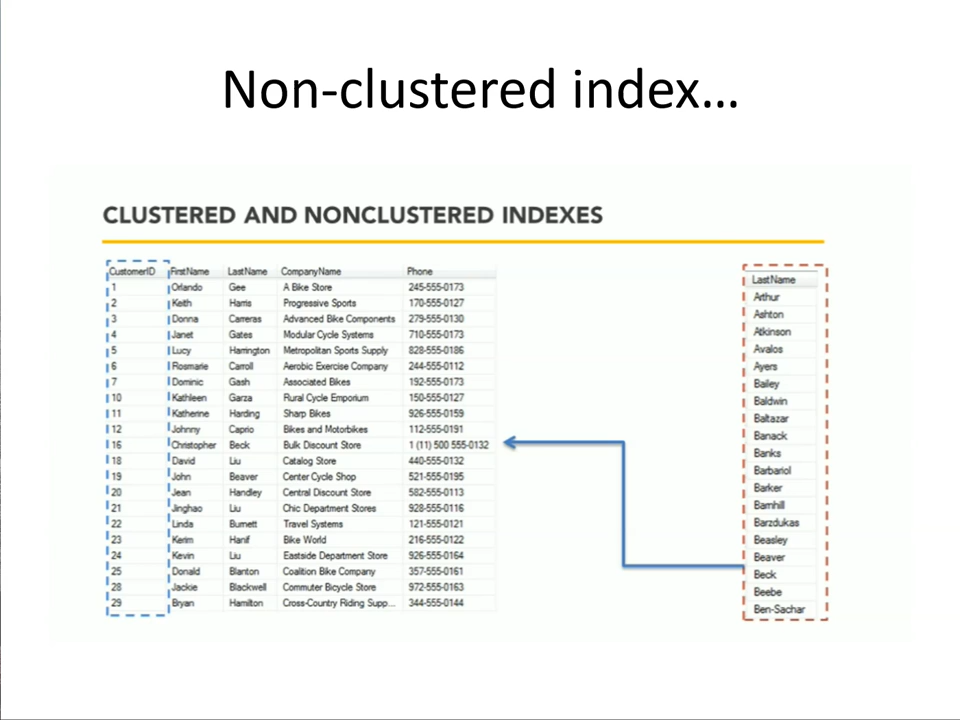 Non-clustered index...
CLUSTERED AND NONCLUSTERED INDEXES
CustomerID FirstName LastName CompanyName Phone
1 Orlando Gee A Bike Store 245-555-0173
2 Keith Harris Progressive Sports 170-555-0127
3 Donna Carreras Advanced Bike Components 279-555-0130
4 Janet Gates Modular Cycle Systems 710-555-0173
5 Lucy Harrington Metropolitan Sports Supply 828-555-0186
6 Rosmarie Carroll Aerobic Exercise Company 244-555-0112
7 Dominic Gash Associated Bikes 192-555-0173
10 Kathleen Garza Rural Cycle Emporium 150-555-0127
11 Katherine Harding Sharp Bikes 926-555-0159
12 Johnny Caprio Bikes and Motorbikes 112-555-0191
16 Christopher Beck Bulk Discount Store 1 (11) 500 555-0132
18 David Liu Catalog Store 440-555-0132
19 John Beaver Center Cycle Shop 521-555-0195
20 Jean Handley Central Discount Store 582-555-0113
21 Jinghao Liu Chic Department Stores 928-555-0116
22 Linda Burnett Travel Systems 121-555-0121
23 Kerim Hanif Bike World 216-555-0122
24 Kevin Liu Eastside Department Store 926-555-0164
25 Donald Blanton Coalition Bike Company 357-555-0161
28 Jackie Blackwell Commuter Bicycle Store 972-555-0163
29 Bryan Hamilton Cross-Country Riding Supp... 344-555-0144
LastName
Arthur
Ashton
Atkinson
Avalos
Ayers
Bailey
Baldwin
Baltazar
Banack
Banks
Barbariol
Barker
Barnhill
Barzdukas
Beasley
Beaver
Beck
Beebe
Ben-Sachar